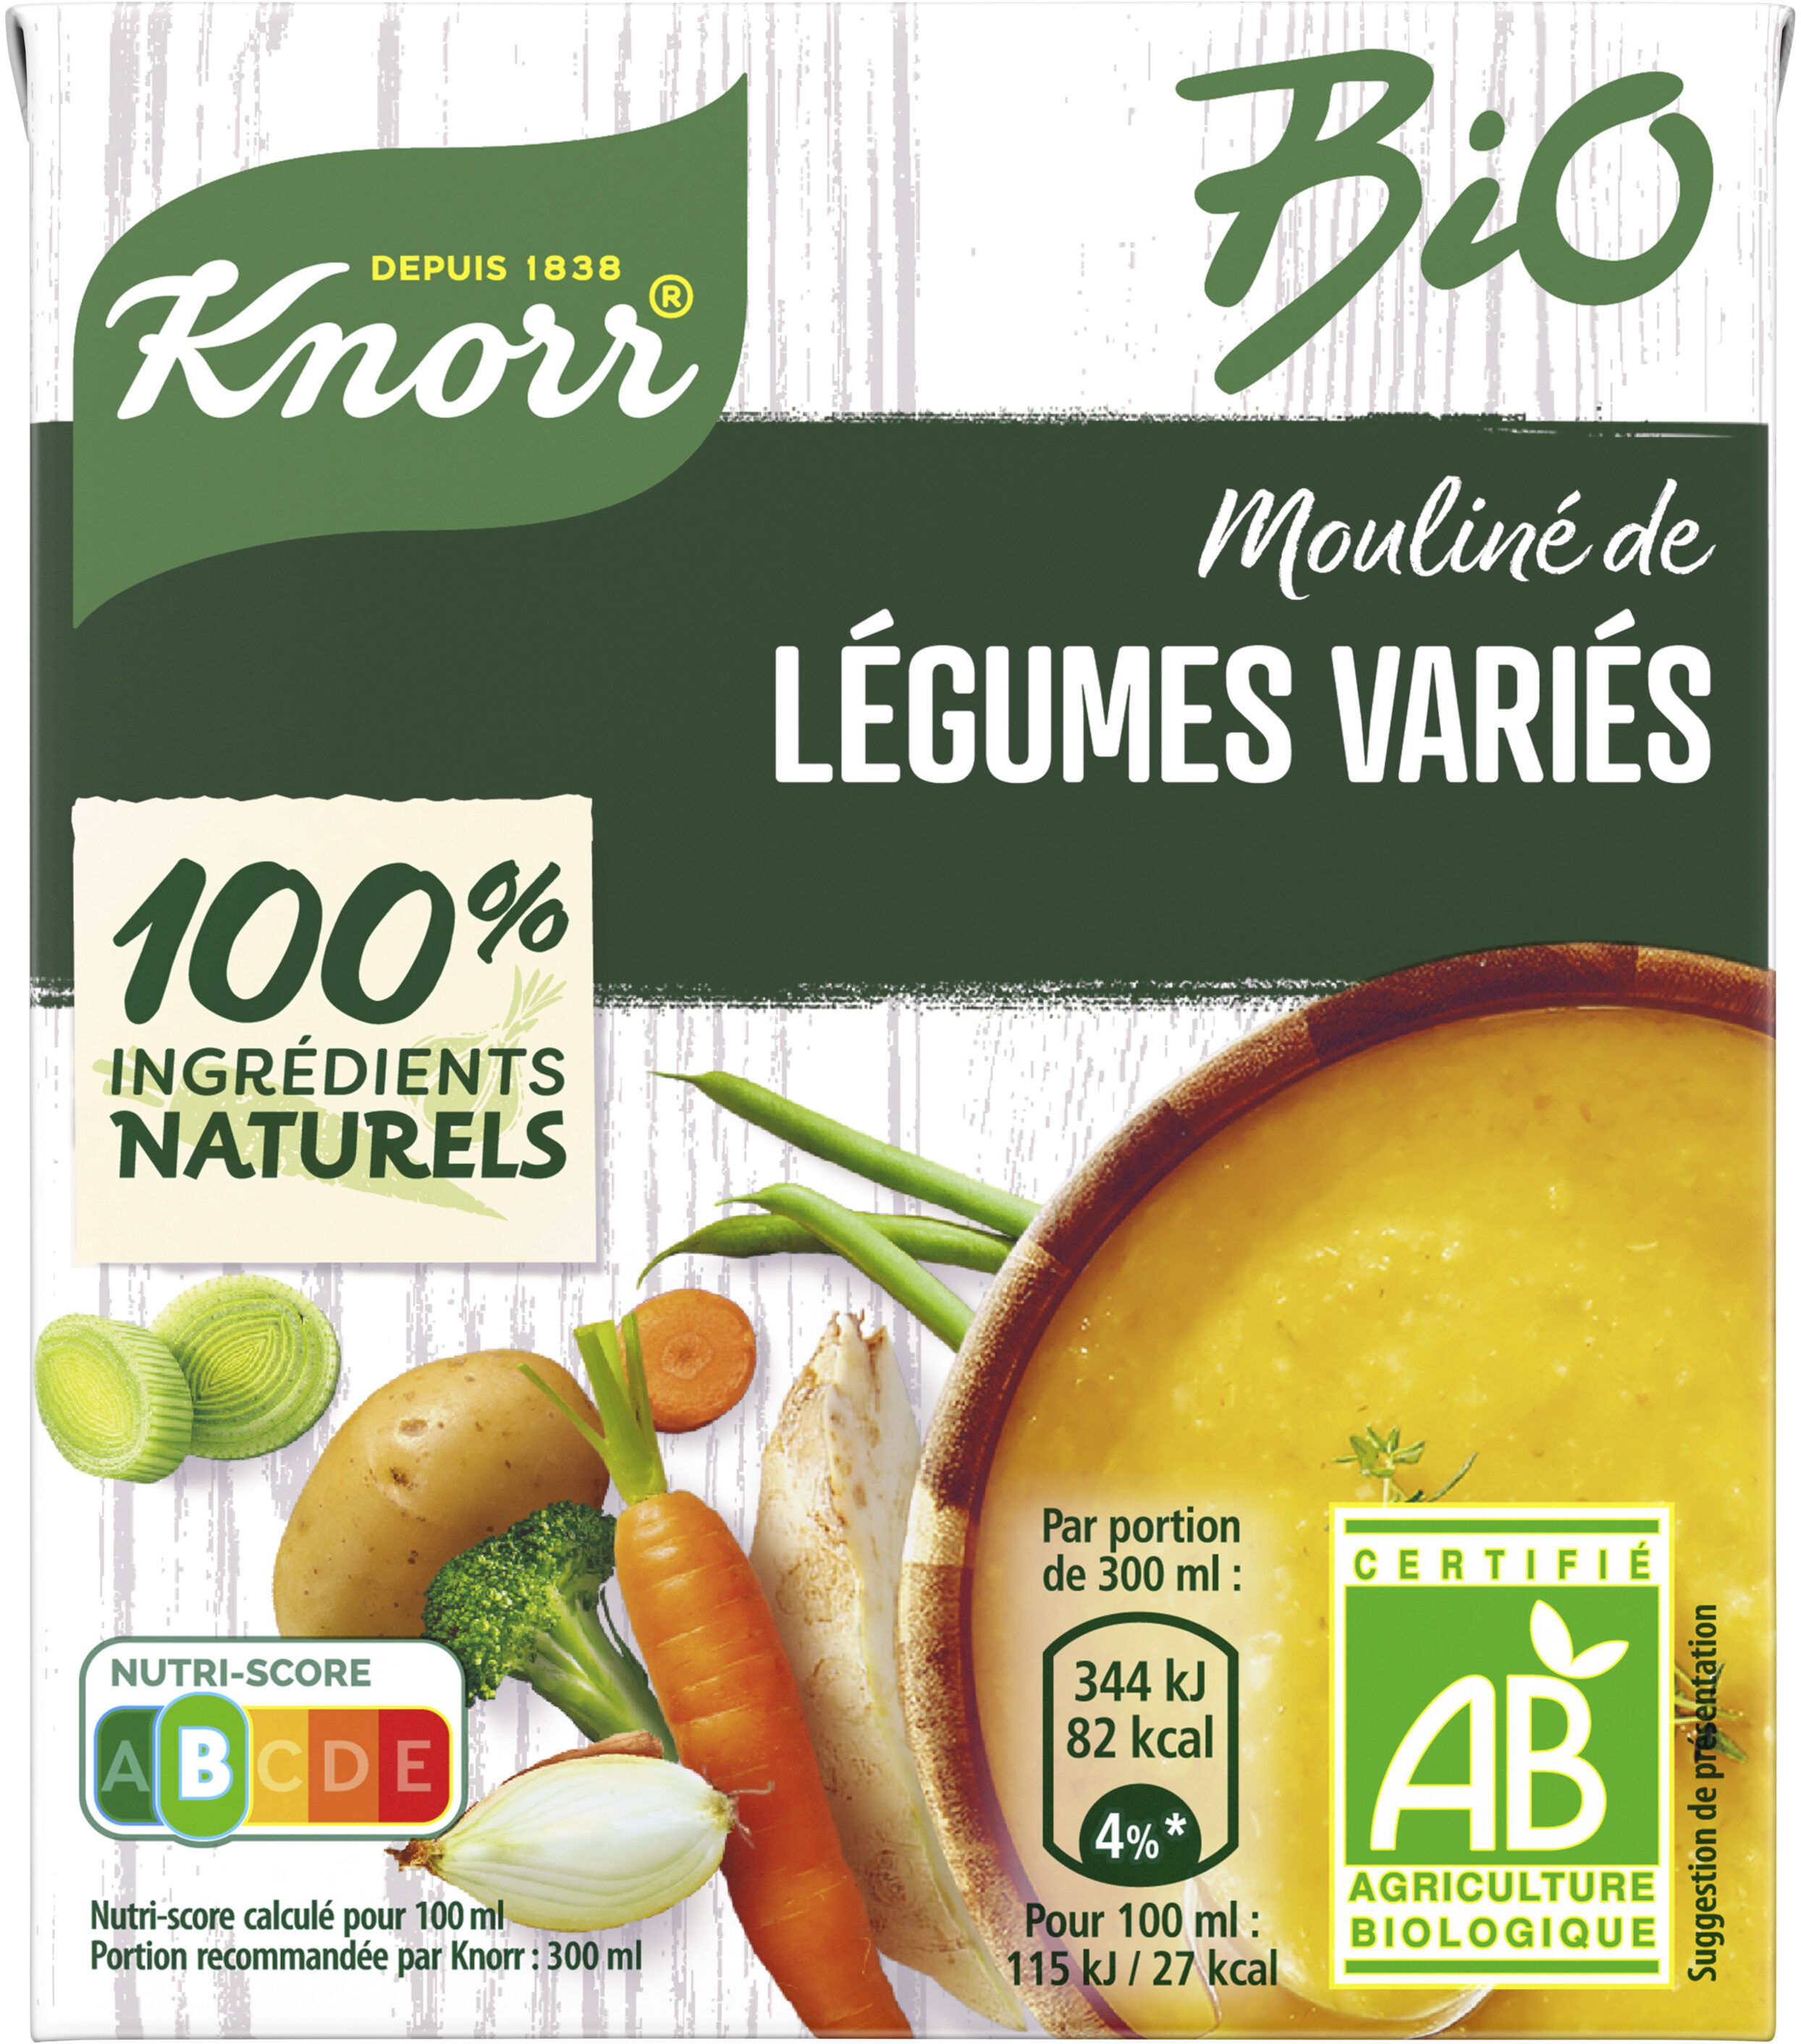 DEPUIS 1838
Knorr®
BiO
Mouliné de
LÉGUMES VARIÉS
100%
INGRÉDIENTS
NATURELS
NUTRI-SCORE
A B C D E
Nutri-score calculé pour 100 ml
Portion recommandée par Knorr : 300 ml
Par portion
de 300 ml :
344 kJ
82 kcal
4%*
Pour 100 ml :
115 kJ / 27 kcal
CERTIFIÉ
AB
AGRICULTURE
BIOLOGIQUE
Suggestion de présentation